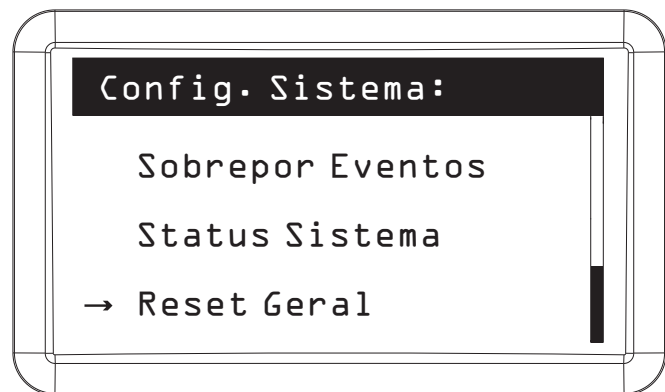 Config. Sistema:
Sobrepor Eventos
Status Sistema
→ Reset Geral